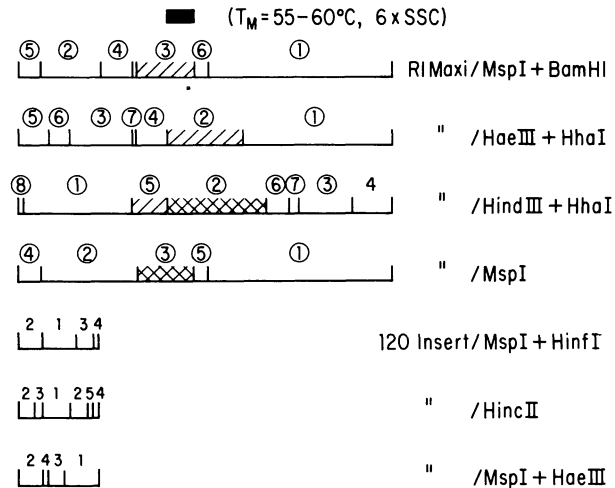 (T_M=55–60°C, 6 x SSC)
⑤ ② ④ ③ ⑥ ① RI Maxi/MspI+BamHI
⑤ ⑥ ③ ⑦ ④ ② ① " /HaeIII+HhaI
⑧ ① ⑤ ② ⑥ ⑦ ③ 4 " /HindIII+HhaI
④ ② ③ ⑤ ① " /MspI
2 1 3 4 120 Insert/MspI+HinfI
2 3 1 2 5 4 " /HincII
2 4 3 1 " /MspI+HaeIII